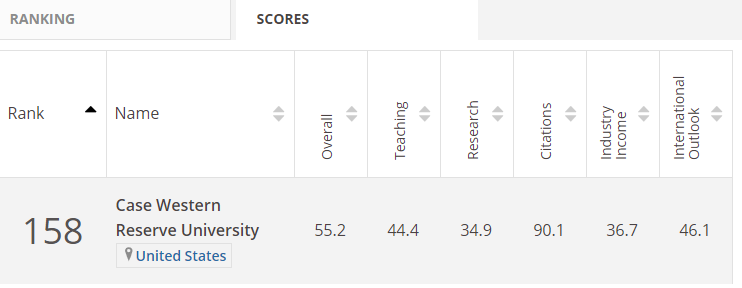 RANKING
SCORES
Rank
Name
Overall
Teaching
Research
Citations
Industry
Income
International
Outlook
158
Case Western
Reserve University
United States
55.2
44.4
34.9
90.1
36.7
46.1